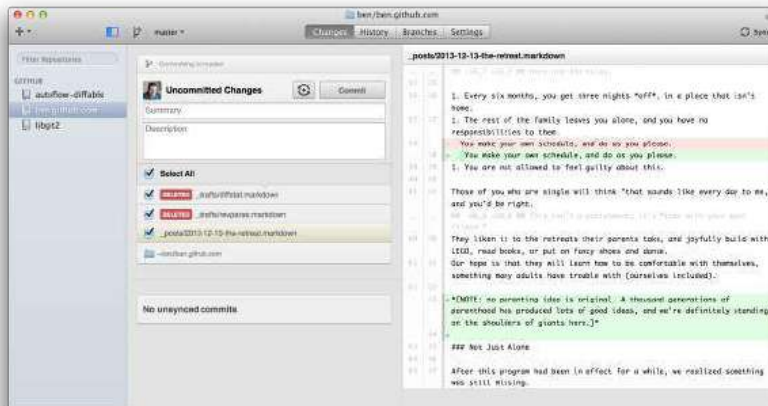 ben/ben.github.com
master
Changes
History
Branches
Settings
Filter Repositories
GITHUB
autoflow-diffable
ben.github.com
libgit2
Uncommitted Changes
Commit
Summary
Description
Select All
DELETED _drafts/diffstat.markdown
DELETED
_posts/2013-12-13-the-retreat.markdown
No unsynced commits
_posts/2013-12-13-the-retreat.markdown
1. Every six months, you get three nights *off*, in a place that isn't
home.
1. The rest of the family leaves you alone, and you have no
responsibilities to them.
- You make your own schedule, and do as you please.
+ You make your own schedule, and do as you please.
1. You are not allowed to feel guilty about this.
Those of you who are single will think "that sounds like every day to me,
and you'd be right.
They liken it to the retreats their parents take, and joyfully build with
LEGO, read books, or put on fancy shoes and dance.
Our hope is that they will learn how to be comfortable with themselves,
something many adults have trouble with (ourselves included).
+*[NOTE: no parenting idea is original. A thousand generations of
parenthood has produced lots of good ideas, and we're definitely standing
on the shoulders of giants here.]*
+
### Not Just Alone
After this program had been in effect for a while, we realized something
was still missing.